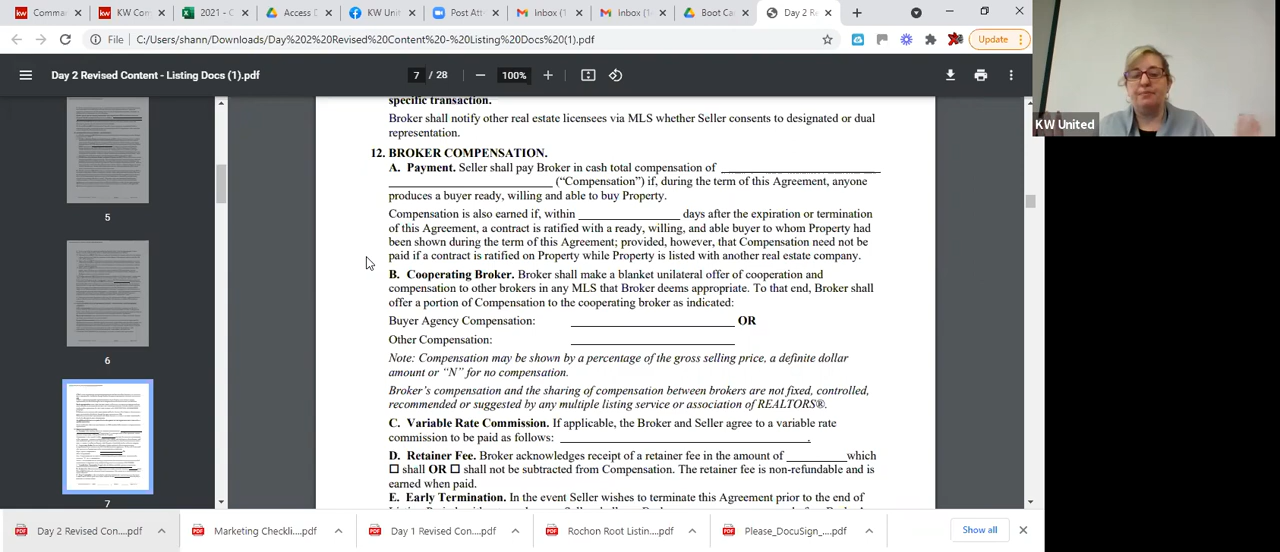 Comman
KW Com
2021 - C
Access D
KW Unit
Post Att
Inbox (1
Inbox (14
Boot Ca
Day 2 Re
File
C:/Users/shann/Downloads/Day%202%20Revised%20Content%20-%20Listing%20Docs%20(1).pdf
Update
Day 2 Revised Content - Listing Docs (1).pdf
7 / 28
100%
KW United
5
6
7
specific transaction.
Broker shall notify other real estate licensees via MLS whether Seller consents to designated or dual
representation.
12. BROKER COMPENSATION.
A. Payment. Seller shall pay Broker in cash total compensation of
("Compensation") if, during the term of this Agreement, anyone
produces a buyer ready, willing and able to buy Property.
Compensation is also earned if, within days after the expiration or termination
of this Agreement, a contract is ratified with a ready, willing, and able buyer to whom Property had
been shown during the term of this Agreement; provided, however, that Compensation need not be
paid if a contract is ratified on Property while Property is listed with another real estate company.
B. Cooperating Broker. Broker shall make a blanket unilateral offer of cooperation and
compensation to other brokers in any MLS that Broker deems appropriate. To that end, Broker shall
offer a portion of Compensation to the cooperating broker as indicated:
Buyer Agency Compensation: OR
Other Compensation:
Note: Compensation may be shown by a percentage of the gross selling price, a definite dollar
amount or "N" for no compensation.
Broker's compensation and the sharing of compensation between brokers are not fixed, controlled,
recommended or suggested by any multiple listing service or association of REALTORS®.
C. Variable Rate Commission. If applicable, the Broker and Seller agree to a variable rate
commission to be paid as follows:
D. Retainer Fee. Broker acknowledges receipt of a retainer fee in the amount of which
☐ shall OR ☐ shall not be subtracted from Compensation. The retainer fee is non-refundable and is
earned when paid.
E. Early Termination. In the event Seller wishes to terminate this Agreement prior to the end of
Day 2 Revised Con....pdf
Marketing Checkli....pdf
Day 1 Revised Con....pdf
Rochon Root Listin....pdf
Please_DocuSign_....pdf
Show all